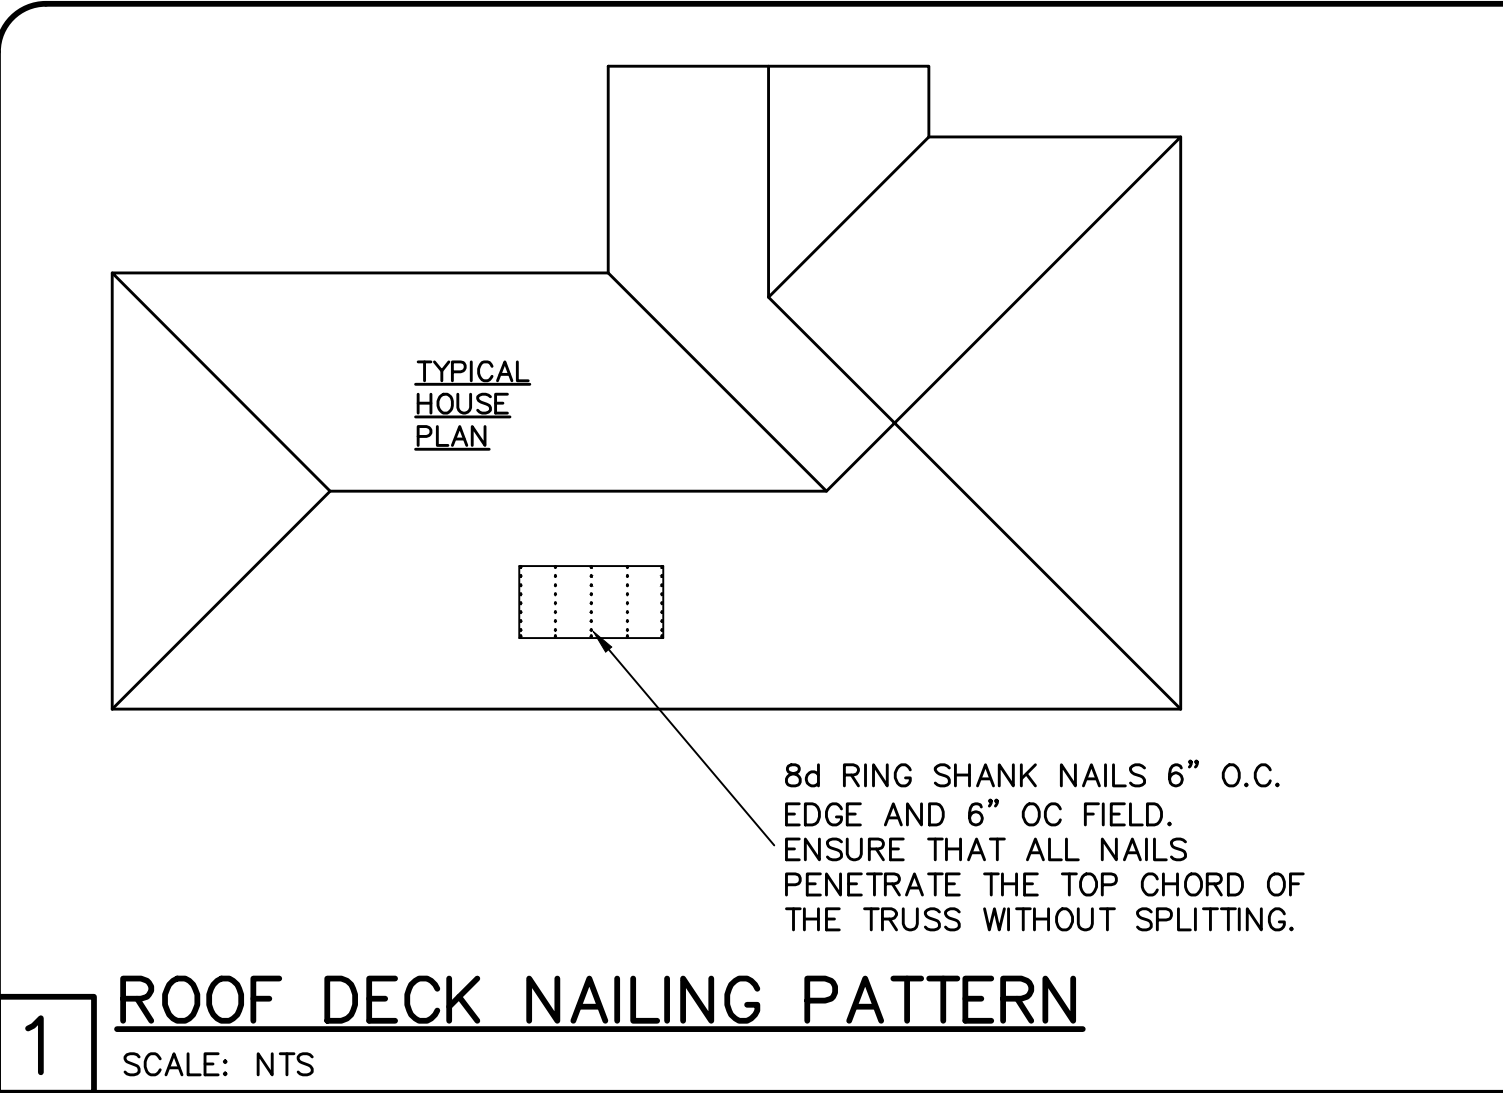 TYPICAL
HOUSE
PLAN
8d RING SHANK NAILS 6” O.C.
EDGE AND 6” OC FIELD.
ENSURE THAT ALL NAILS
PENETRATE THE TOP CHORD OF
THE TRUSS WITHOUT SPLITTING.
1
ROOF DECK NAILING PATTERN
SCALE: NTS